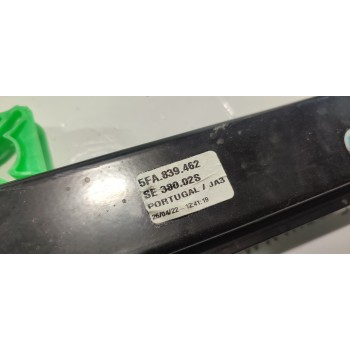 5FA.839.462
SE 380.02S
PORTUGAL / JA3
26/04/22 - 12:41:19